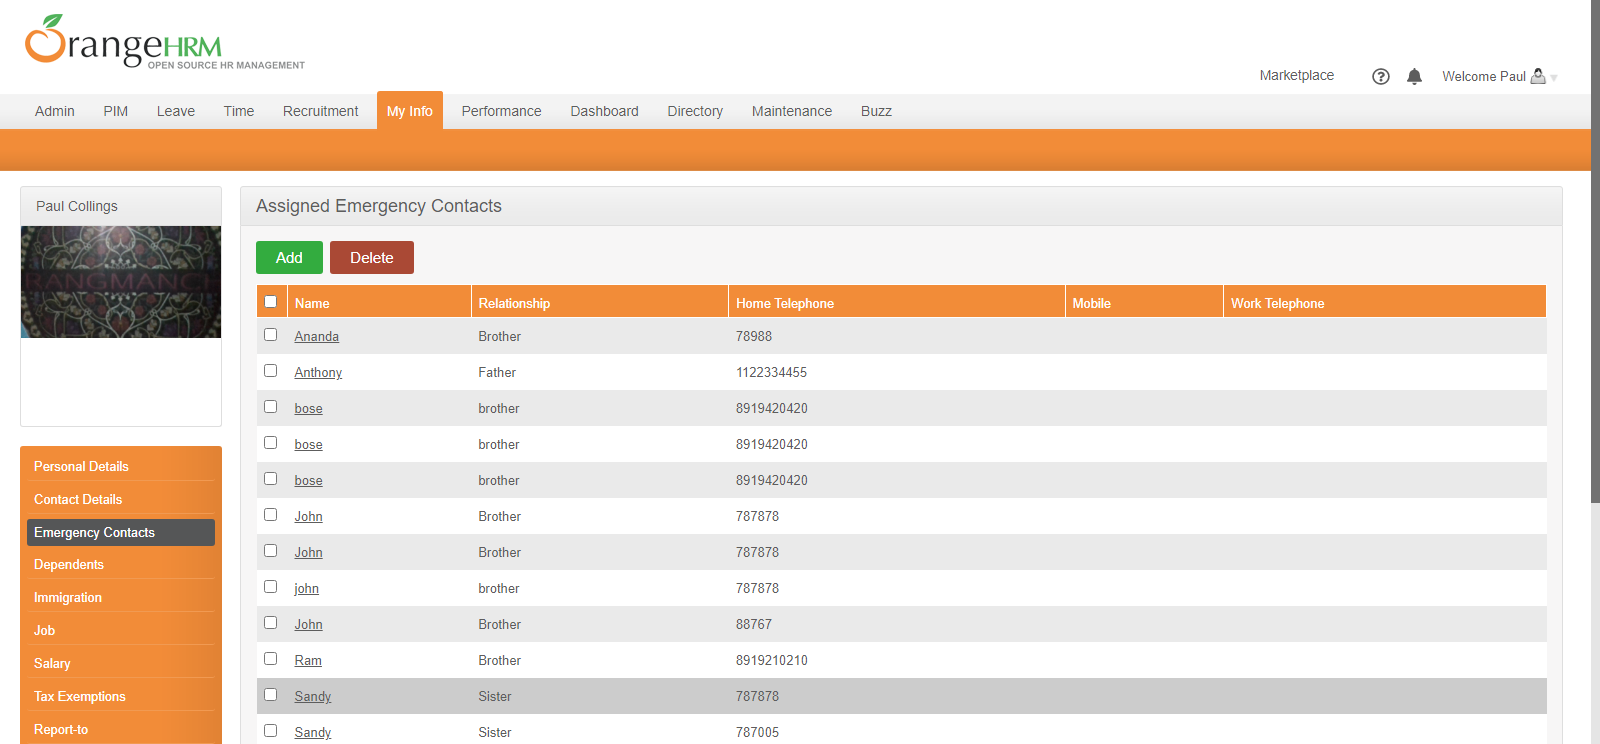 OrangeHRM
OPEN SOURCE HR MANAGEMENT
Marketplace
Welcome Paul
Admin PIM Leave Time Recruitment My Info Performance Dashboard Directory Maintenance Buzz
Paul Collings
RANGMANCH
Assigned Emergency Contacts
Add Delete
Name Relationship Home Telephone Mobile Work Telephone
Ananda Brother 78988
Anthony Father 1122334455
bose brother 8919420420
bose brother 8919420420
bose brother 8919420420
John Brother 787878
John Brother 787878
john brother 787878
John Brother 88767
Ram Brother 8919210210
Sandy Sister 787878
Sandy Sister 787005
Personal Details
Contact Details
Emergency Contacts
Dependents
Immigration
Job
Salary
Tax Exemptions
Report-to